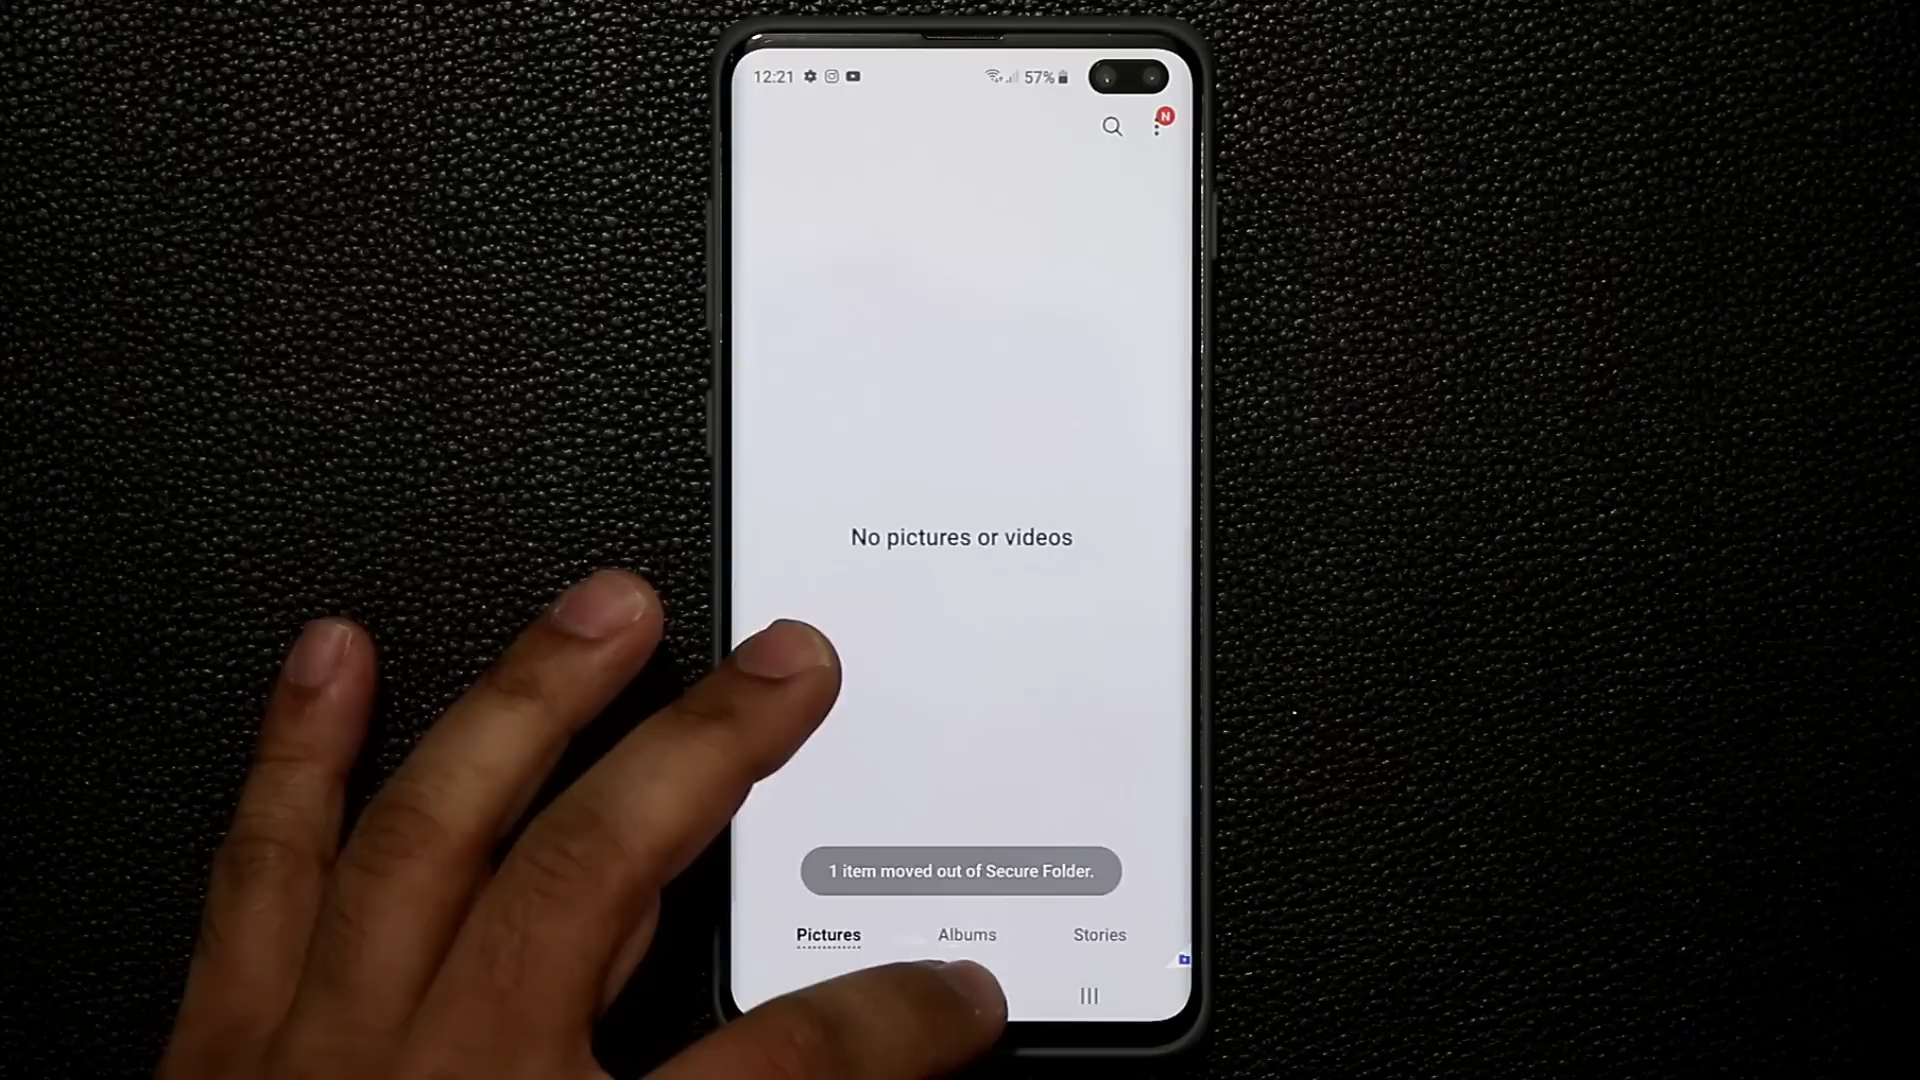 12:21
57%
N
No pictures or videos
1 item moved out of Secure Folder.
Pictures Albums Stories